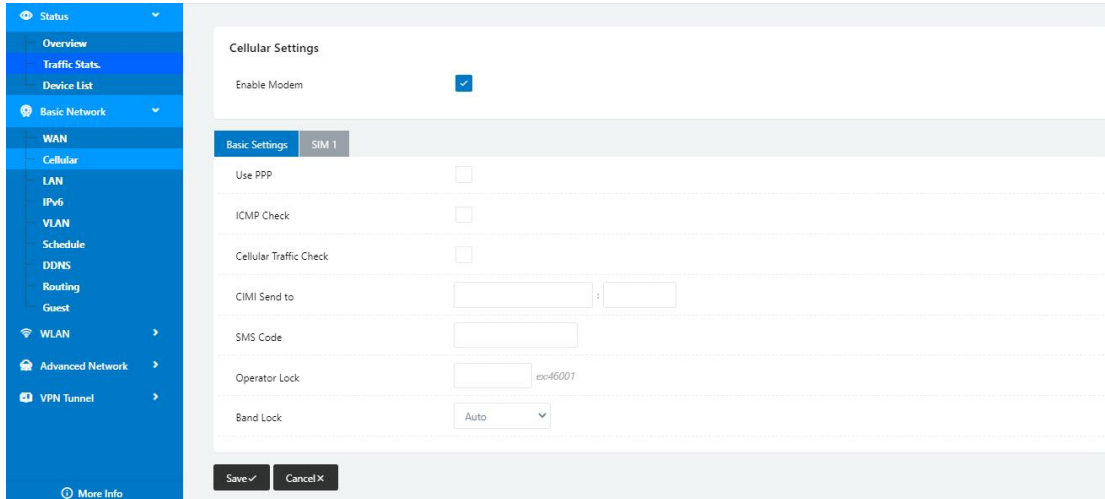 Status
Overview
Traffic Stats.
Device List
Basic Network
WAN
Cellular
LAN
IPv6
VLAN
Schedule
DDNS
Routing
Guest
WLAN
Advanced Network
VPN Tunnel
More Info
Cellular Settings
Enable Modem
Basic Settings SIM 1
Use PPP
ICMP Check
Cellular Traffic Check
CIMI Send to :
SMS Code
Operator Lock ex:46001
Band Lock Auto
Save Cancel